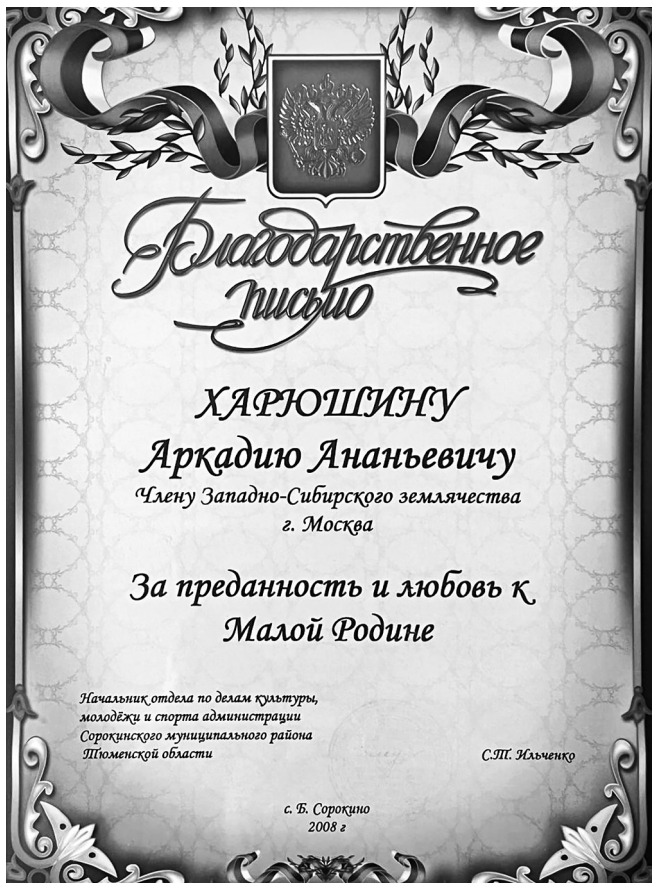 Благодарственное
письмо
ХАРЮШИНУ
Аркадию Ананьевичу
Члену Западно-Сибирского землячества
г. Москва
За преданность и любовь к
Малой Родине
Начальник отдела по делам культуры,
молодёжи и спорта администрации
Сорокинского муниципального района
Тюменской области
С.Т. Ильченко
с. Б. Сорокино
2008 г